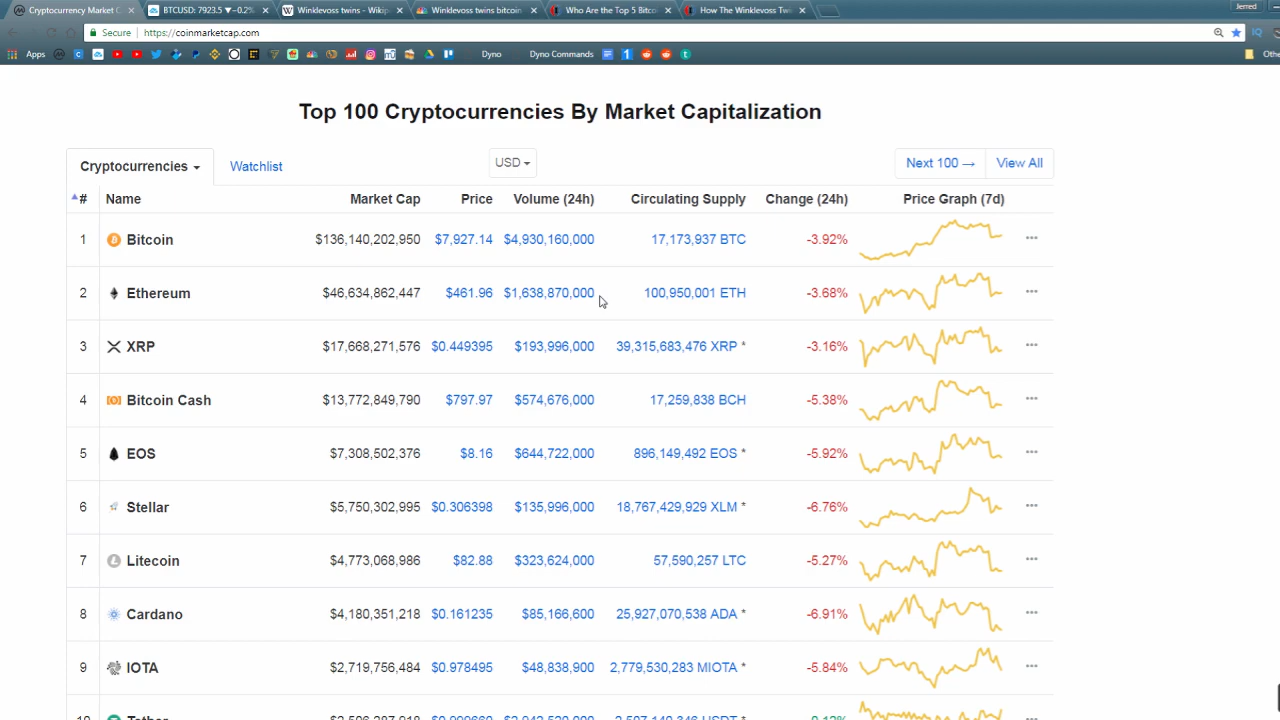 Cryptocurrency Market C BTCUSD: 7923.5 ▼−0.2% Winklevoss twins - Wikip Winklevoss twins bitcoin Who Are the Top 5 Bitco How The Winklevoss Twi Jerred
Secure https://coinmarketcap.com
Apps Dyno Dyno Commands Othe
Top 100 Cryptocurrencies By Market Capitalization
Cryptocurrencies Watchlist USD Next 100 → View All
# Name Market Cap Price Volume (24h) Circulating Supply Change (24h) Price Graph (7d)
1 Bitcoin $136,140,202,950 $7,927.14 $4,930,160,000 17,173,937 BTC -3.92%
2 Ethereum $46,634,862,447 $461.96 $1,638,870,000 100,950,001 ETH -3.68%
3 XRP $17,668,271,576 $0.449395 $193,996,000 39,315,683,476 XRP * -3.16%
4 Bitcoin Cash $13,772,849,790 $797.97 $574,676,000 17,259,838 BCH -5.38%
5 EOS $7,308,502,376 $8.16 $644,722,000 896,149,492 EOS * -5.92%
6 Stellar $5,750,302,995 $0.306398 $135,996,000 18,767,429,929 XLM * -6.76%
7 Litecoin $4,773,068,986 $82.88 $323,624,000 57,590,257 LTC -5.27%
8 Cardano $4,180,351,218 $0.161235 $85,166,600 25,927,070,538 ADA * -6.91%
9 IOTA $2,719,756,484 $0.978495 $48,838,900 2,779,530,283 MIOTA * -5.84%
10 Tether